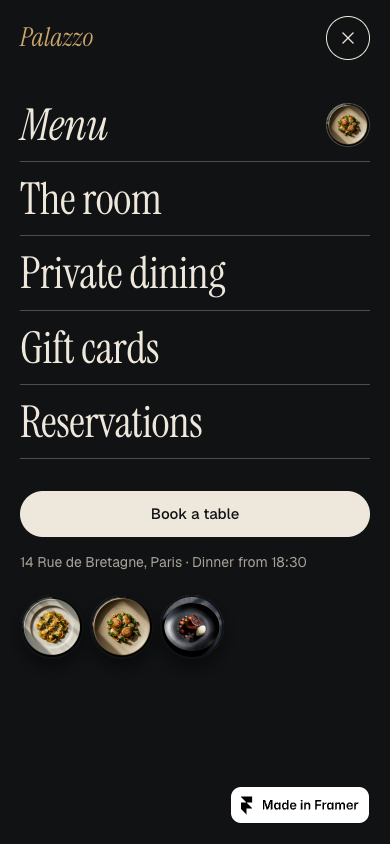 Palazzo
Menu
The room
Private dining
Gift cards
Reservations
Book a table
14 Rue de Bretagne, Paris · Dinner from 18:30
Made in Framer